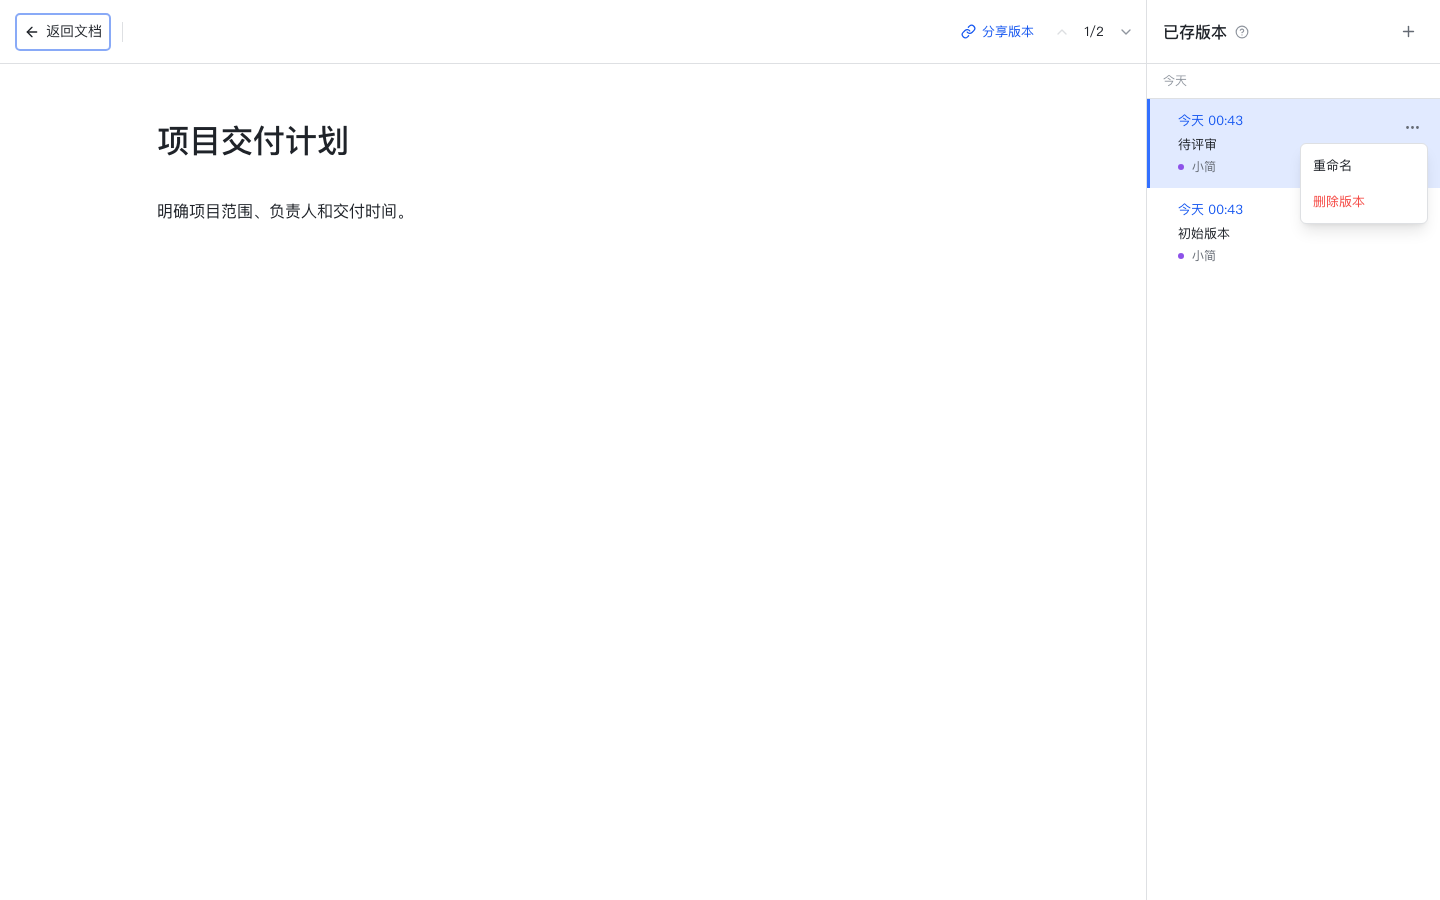 返回文档
分享版本
1/2
项目交付计划
明确项目范围、负责人和交付时间。
已存版本
今天
今天 00:43
待评审
小简
重命名
删除版本
今天 00:43
初始版本
小简